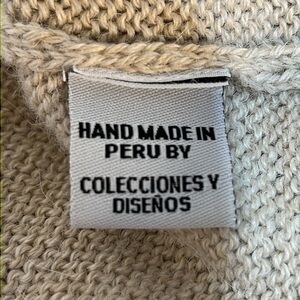 HAND MADE IN
PERU BY
COLECCIONES Y
DISEÑOS